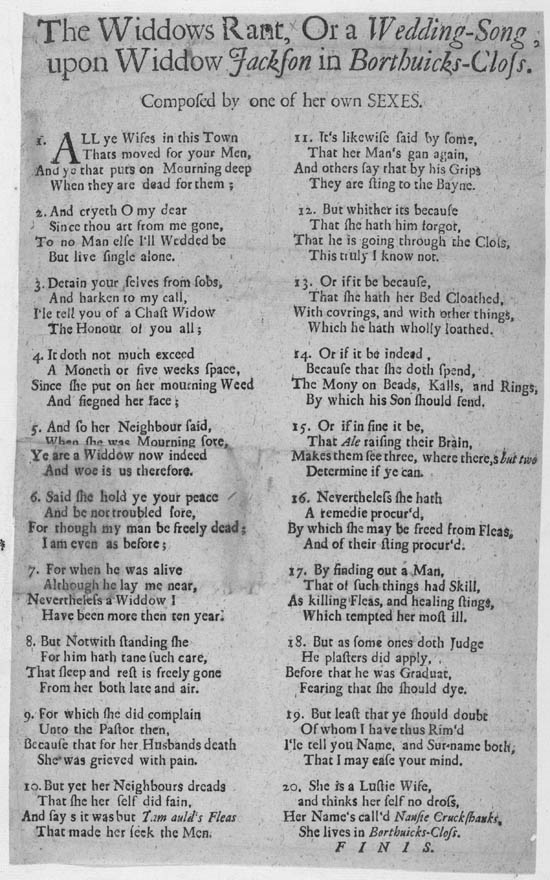 The Widdows Rant, Or a Wedding-Song,
upon Widdow Jackſon in Borthuicks-Cloſs.
Compoſed by one of her own SEXES.
1. ALL ye Wiſes in this Town
Thats moved for your Men,
And ye that puts on Mourning deep
When they are dead for them;
2. And cryeth O my dear
Since thou art from me gone,
To no Man elſe I'll Wedded be
But live ſingle alone.
3. Detain your ſelves from ſobs,
And harken to my call,
I'le tell you of a Chaſt Widow
The Honour of you all;
4. It doth not much exceed
A Moneth or five weeks ſpace,
Since ſhe put on her mourning Weed
And ſiegned her face;
5. And ſo her Neighbour ſaid,
When ſhe was Mourning ſore,
Ye are a Widdow now indeed
And woe is us therefore.
6. Said ſhe hold ye your peace
And be not troubled ſore,
For though my man be freely dead;
I am even as before;
7. For when he was alive
Although he lay me near,
Nevertheleſs a Widdow I
Have been more then ten year.
8. But Notwith ſtanding ſhe
For him hath tane ſuch care,
That ſleep and reſt is freely gone
From her both late and air.
9. For which ſhe did complain
Unto the Paſtor then,
Becauſe that for her Husbands death
She was grieved with pain.
10. But yet her Neighbours dreads
That ſhe her ſelf did fain,
And ſay s it was but Tam auld's Fleas
That made her ſeek the Men.
11. It's likewiſe ſaid by ſome,
That her Man's gan again,
And others ſay that by his Grips
They are ſting to the Bayne.
12. But whither its becauſe
That ſhe hath him forgot,
That he is going through the Cloſs,
This truly I know not.
13. Or if it be becauſe,
That ſhe hath her Bed Cloathed,
With covrings, and with other things,
Which he hath wholly loathed.
14. Or if it be indeed,
Becauſe that ſhe doth ſpend,
The Mony on Beads, Kalls, and Rings,
By which his Son ſhould ſend.
15. Or if in fine it be,
That Ale raiſing their Brain,
Makes them ſee three, where there,s but two
Determine if ye can.
16. Nevertheleſs ſhe hath
A remedie procur'd,
By which ſhe may be freed from Fleas,
And of their ſting procur'd.
17. By finding out a Man,
That of ſuch things had Skill,
As killing Fleas, and healing ſtings,
Which tempted her moſt ill.
18. But as ſome ones doth Judge
He plaſters did apply,
Before that he was Graduat,
Fearing that ſhe ſhould dye.
19. But leaſt that ye ſhould doubt
Of whom I have thus Rim'd
I'le tell you Name, and Sur-name both,
That I may eaſe your mind.
20. She is a Luſtie Wife,
and thinks her ſelf no droſs,
Her Name's call'd Nauſie Cruckſhanks,
She lives in Borthuicks-Cloſs.
F I N I S.